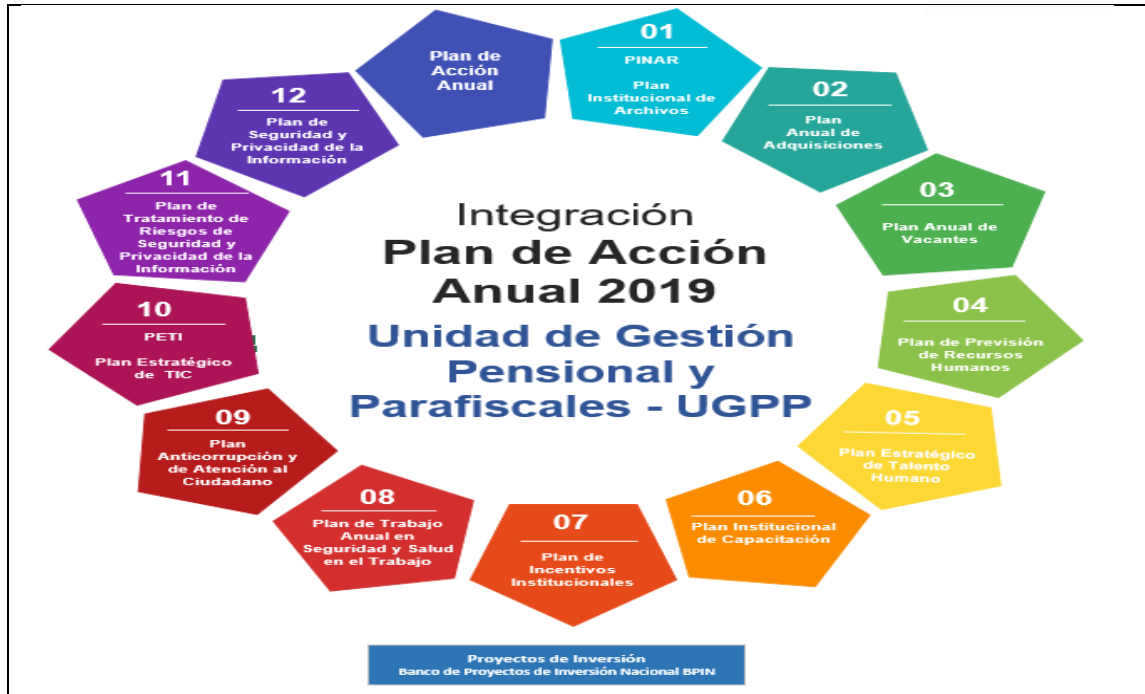 Plan de
Acción
Anual
01
PINAR
Plan
Institucional de
Archivos
02
Plan
Anual de
Adquisiciones
03
Plan Anual de
Vacantes
04
Plan de Previsión
de Recursos
Humanos
05
Plan Estratégico
de Talento
Humano
06
Plan Institucional
de Capacitación
07
Plan de
Incentivos
Institucionales
08
Plan de Trabajo
Anual en
Seguridad y Salud
en el Trabajo
09
Plan
Anticorrupción y
de Atención al
Ciudadano
10
PETI
Plan Estratégico
de TIC
11
Plan de
Tratamiento de
Riesgos de
Seguridad y
Privacidad de la
Información
12
Plan de
Seguridad y
Privacidad de la
Información
Integración
Plan de Acción
Anual 2019
Unidad de Gestión
Pensional y
Parafiscales - UGPP
Proyectos de Inversión
Banco de Proyectos de Inversión Nacional BPIN